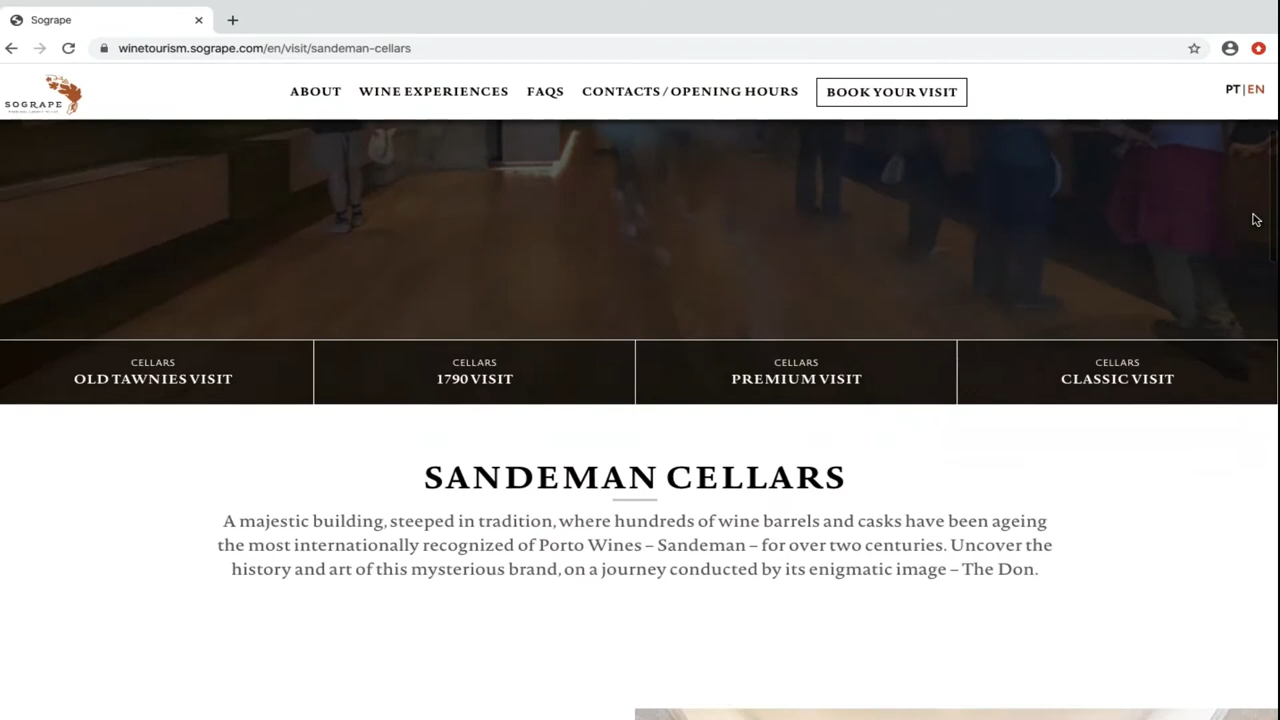 Sogrape
winetourism.sogrape.com/en/visit/sandeman-cellars
SOGRAPE
ABOUT WINE EXPERIENCES FAQS CONTACTS / OPENING HOURS BOOK YOUR VISIT
PT | EN
CELLARS
OLD TAWNIES VISIT
CELLARS
1790 VISIT
CELLARS
PREMIUM VISIT
CELLARS
CLASSIC VISIT
SANDEMAN CELLARS
A majestic building, steeped in tradition, where hundreds of wine barrels and casks have been ageing
the most internationally recognized of Porto Wines – Sandeman – for over two centuries. Uncover the
history and art of this mysterious brand, on a journey conducted by its enigmatic image – The Don.